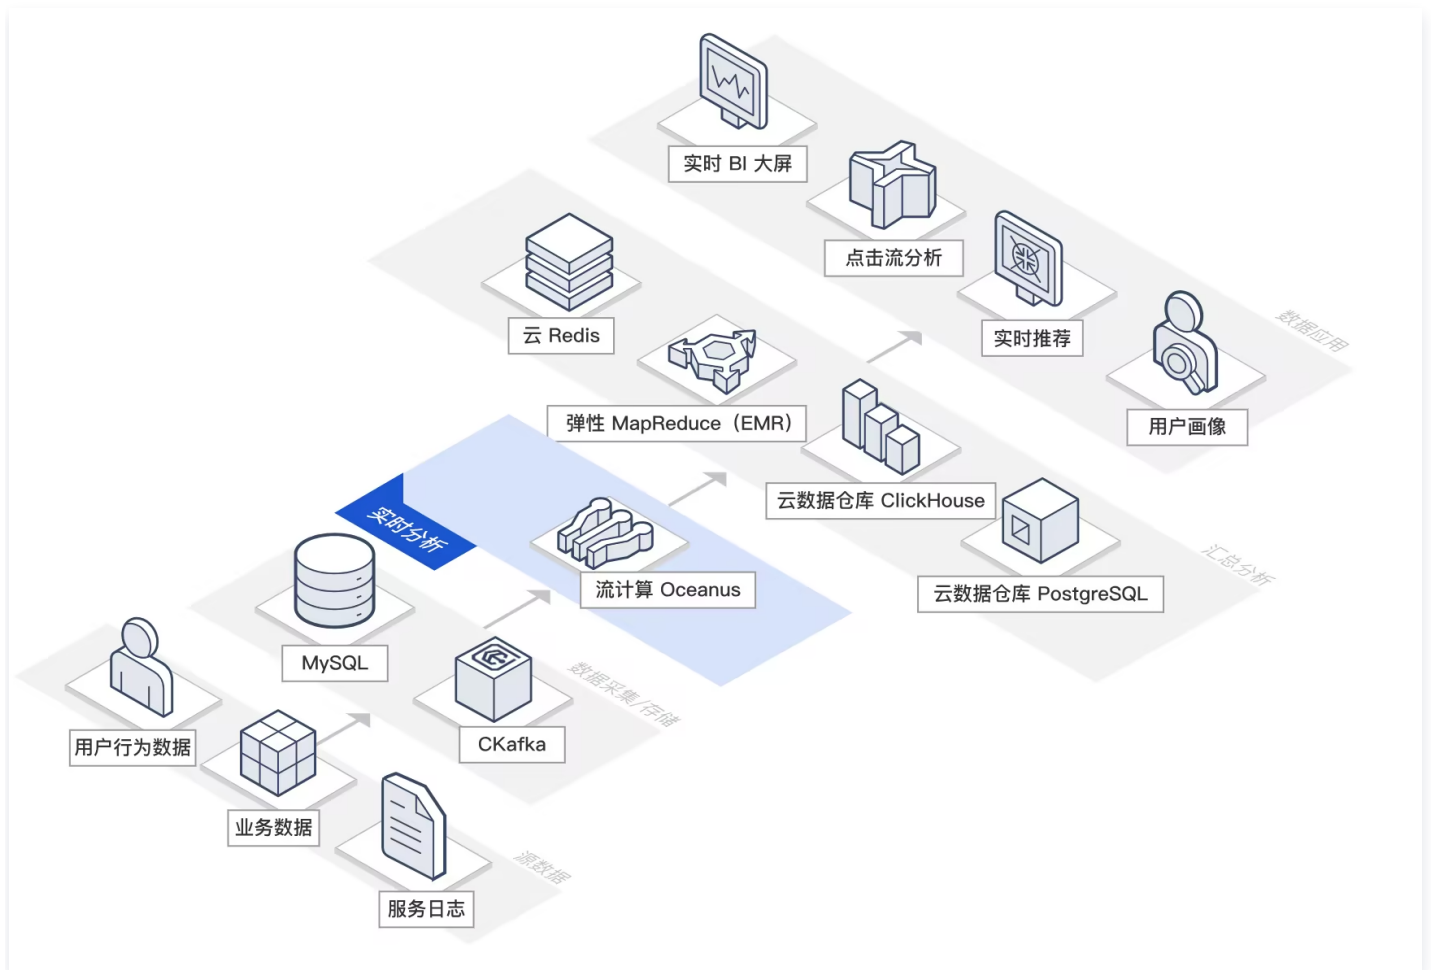 实时 BI 大屏
点击流分析
实时推荐
用户画像
数据应用
云 Redis
弹性 MapReduce（EMR）
云数据仓库 ClickHouse
云数据仓库 PostgreSQL
汇总分析
实时分析
流计算 Oceanus
MySQL
CKafka
数据采集/存储
用户行为数据
业务数据
服务日志
源数据